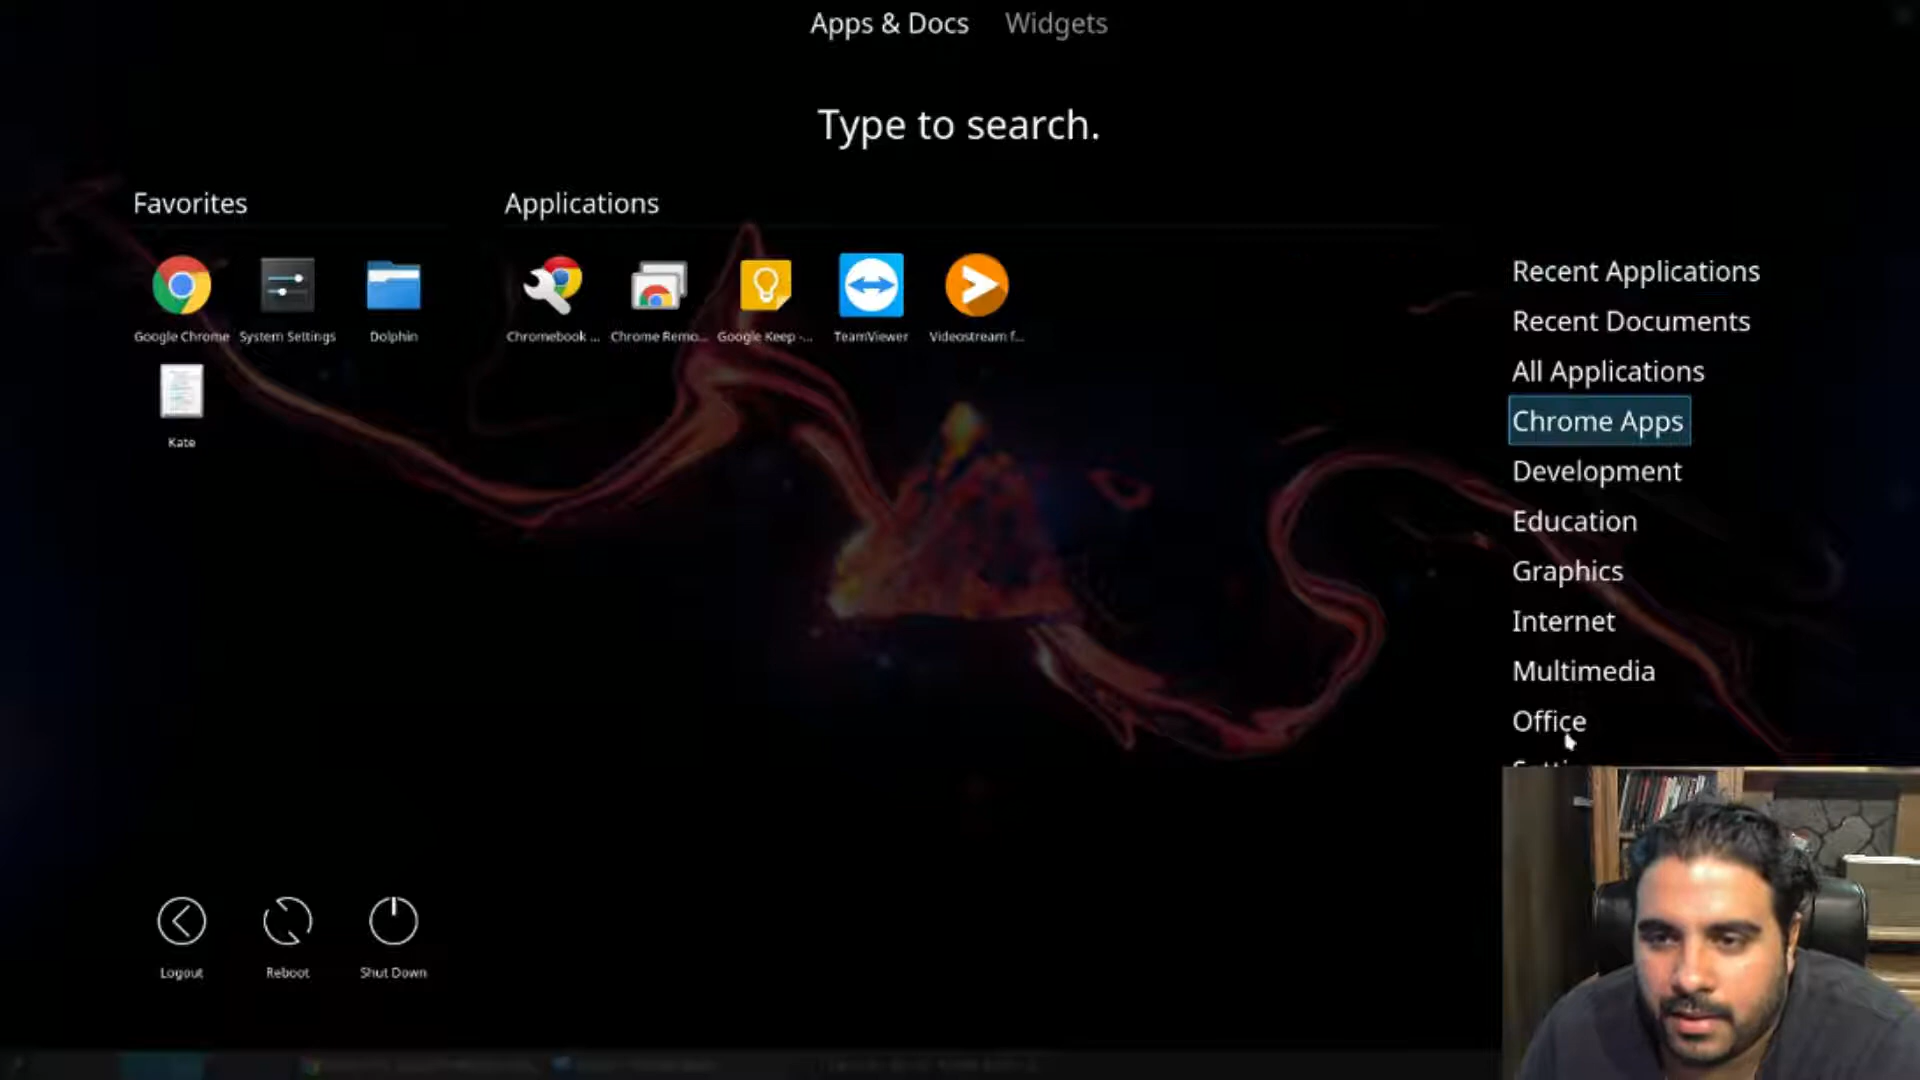 Apps & Docs Widgets
Type to search.
Favorites Applications
Google Chrome System Settings Dolphin Chromebook ... Chrome Remo... Google Keep -... TeamViewer Videostream f...
Kate
Recent Applications
Recent Documents
All Applications
Chrome Apps
Development
Education
Graphics
Internet
Multimedia
Office
Logout Reboot Shut Down